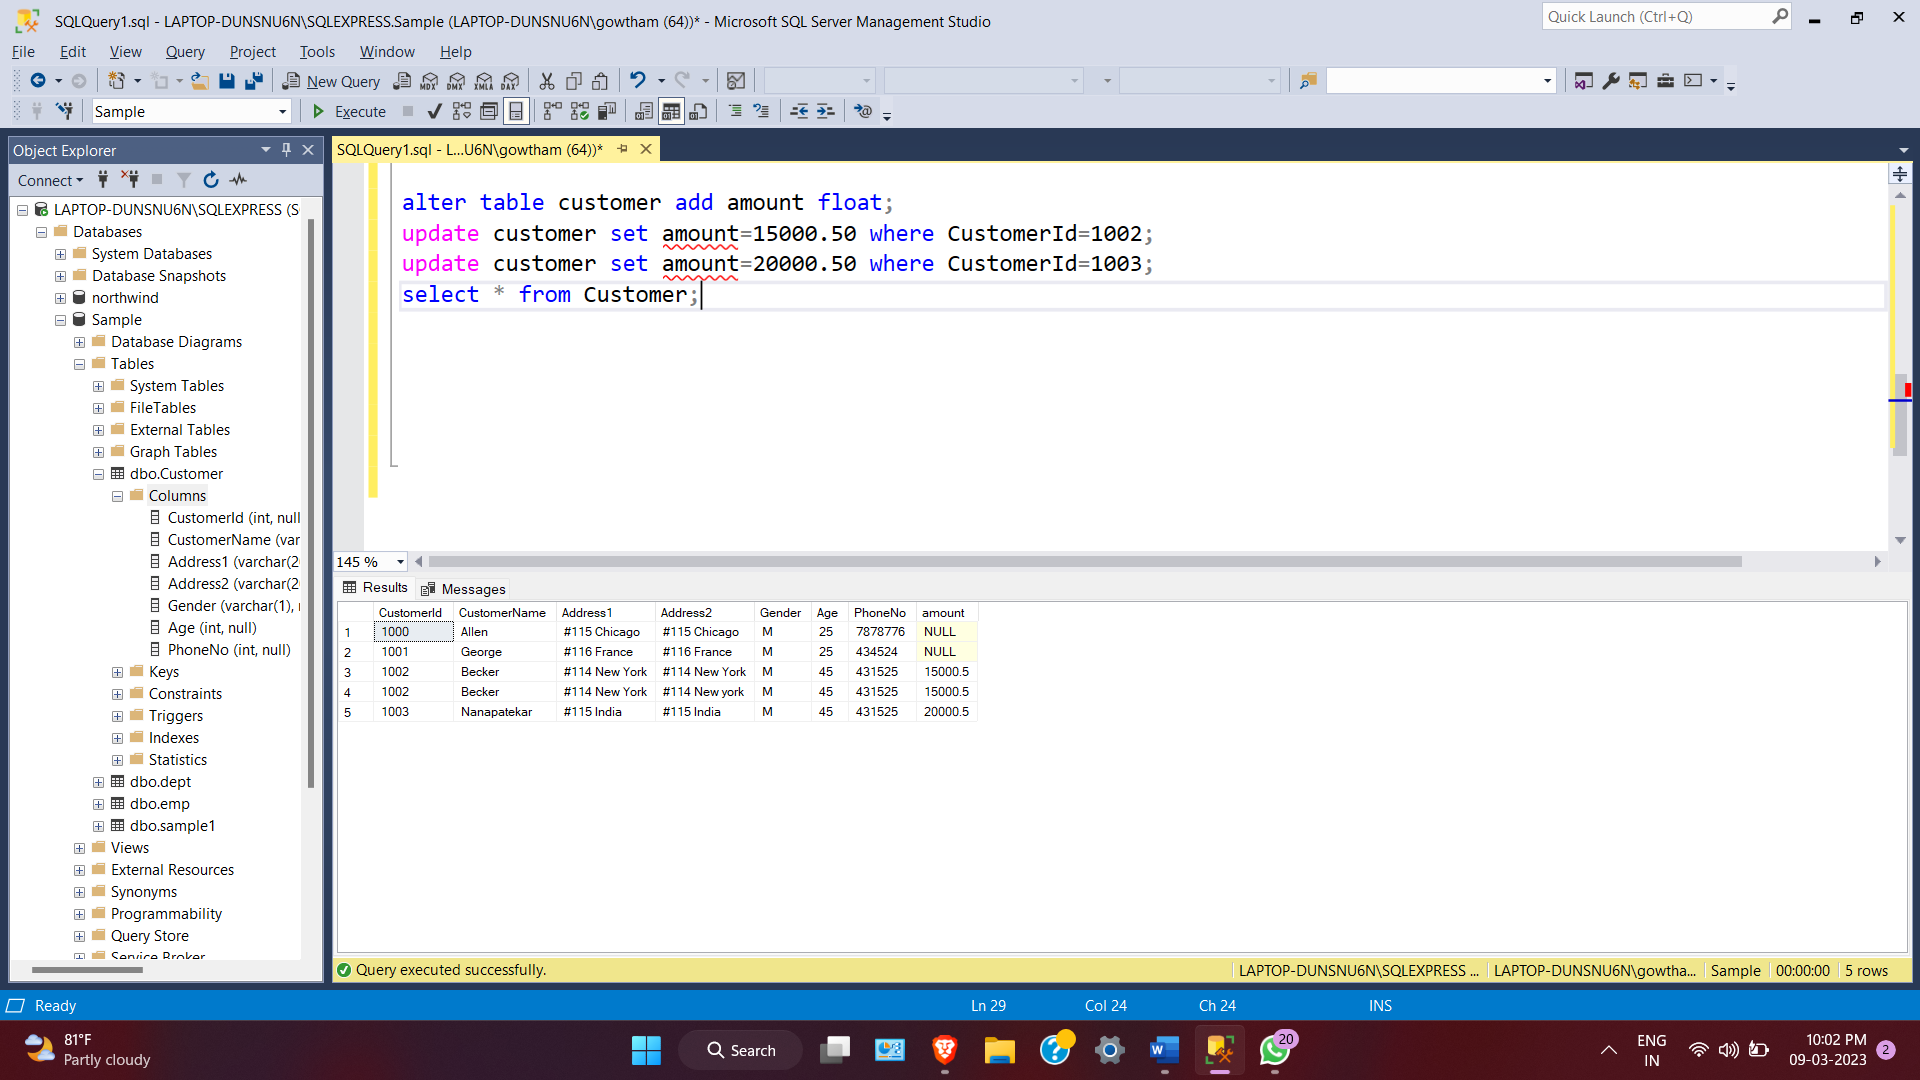 SQLQuery1.sql - LAPTOP-DUNSNU6N\SQLEXPRESS.Sample (LAPTOP-DUNSNU6N\gowtham (64))* - Microsoft SQL Server Management Studio
Quick Launch (Ctrl+Q)
File Edit View Query Project Tools Window Help
New Query MDX DMX XMLA DAX
Sample Execute
Object Explorer
SQLQuery1.sql - L...U6N\gowtham (64))*
Connect
LAPTOP-DUNSNU6N\SQLEXPRESS (S
Databases
System Databases
Database Snapshots
northwind
Sample
Database Diagrams
Tables
System Tables
FileTables
External Tables
Graph Tables
dbo.Customer
Columns
CustomerId (int, null
CustomerName (var
Address1 (varchar(20
Address2 (varchar(20
Gender (varchar(1),
Age (int, null)
PhoneNo (int, null)
Keys
Constraints
Triggers
Indexes
Statistics
dbo.dept
dbo.emp
dbo.sample1
Views
External Resources
Synonyms
Programmability
Query Store
Service Broker
alter table customer add amount float;
update customer set amount=15000.50 where CustomerId=1002;
update customer set amount=20000.50 where CustomerId=1003;
select * from Customer;
145 %
Results Messages
CustomerId CustomerName Address1 Address2 Gender Age PhoneNo amount
1 1000 Allen #115 Chicago #115 Chicago M 25 7878776 NULL
2 1001 George #116 France #116 France M 25 434524 NULL
3 1002 Becker #114 New York #114 New York M 45 431525 15000.5
4 1002 Becker #114 New York #114 New york M 45 431525 15000.5
5 1003 Nanapatekar #115 India #115 India M 45 431525 20000.5
Query executed successfully. LAPTOP-DUNSNU6N\SQLEXPRESS ... LAPTOP-DUNSNU6N\gowtha... Sample 00:00:00 5 rows
Ready Ln 29 Col 24 Ch 24 INS
81°F
Partly cloudy
Search
20
ENG
IN
10:02 PM
09-03-2023
2